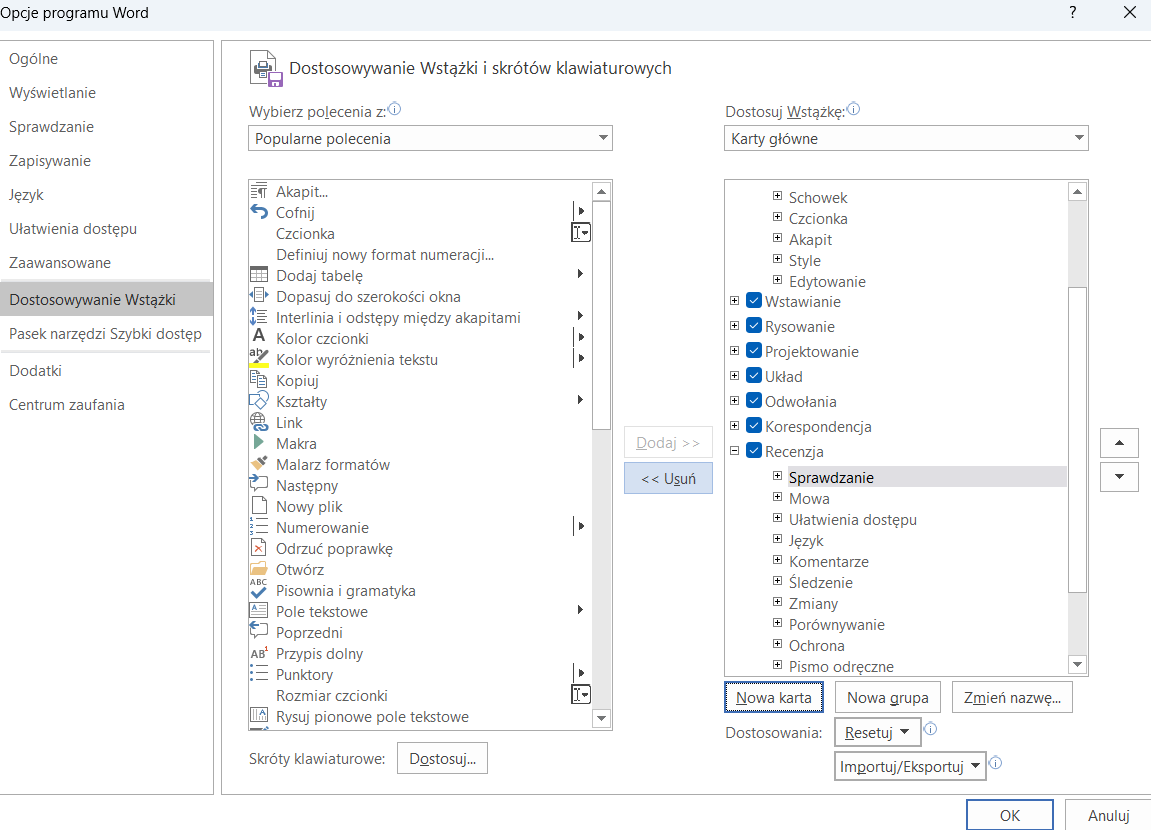 Opcje programu Word
?
Ogólne
Wyświetlanie
Sprawdzanie
Zapisywanie
Język
Ułatwienia dostępu
Zaawansowane
Dostosowywanie Wstążki
Pasek narzędzi Szybki dostęp
Dodatki
Centrum zaufania
Dostosowywanie Wstążki i skrótów klawiaturowych
Wybierz polecenia z:
Popularne polecenia
Akapit...
Cofnij
Czcionka
Definiuj nowy format numeracji...
Dodaj tabelę
Dopasuj do szerokości okna
Interlinia i odstępy między akapitami
Kolor czcionki
Kolor wyróżnienia tekstu
Kopiuj
Kształty
Link
Makra
Malarz formatów
Następny
Nowy plik
Numerowanie
Odrzuć poprawkę
Otwórz
Pisownia i gramatyka
Pole tekstowe
Poprzedni
Przypis dolny
Punktory
Rozmiar czcionki
Rysuj pionowe pole tekstowe
Skróty klawiaturowe:
Dostosuj...
Dodaj >>
<< Usuń
Dostosuj Wstążkę:
Karty główne
Schowek
Czcionka
Akapit
Style
Edytowanie
Wstawianie
Rysowanie
Projektowanie
Układ
Odwołania
Korespondencja
Recenzja
Sprawdzanie
Mowa
Ułatwienia dostępu
Język
Komentarze
Śledzenie
Zmiany
Porównywanie
Ochrona
Pismo odręczne
Nowa karta
Nowa grupa
Zmień nazwę...
Dostosowania:
Resetuj
Importuj/Eksportuj
OK
Anuluj